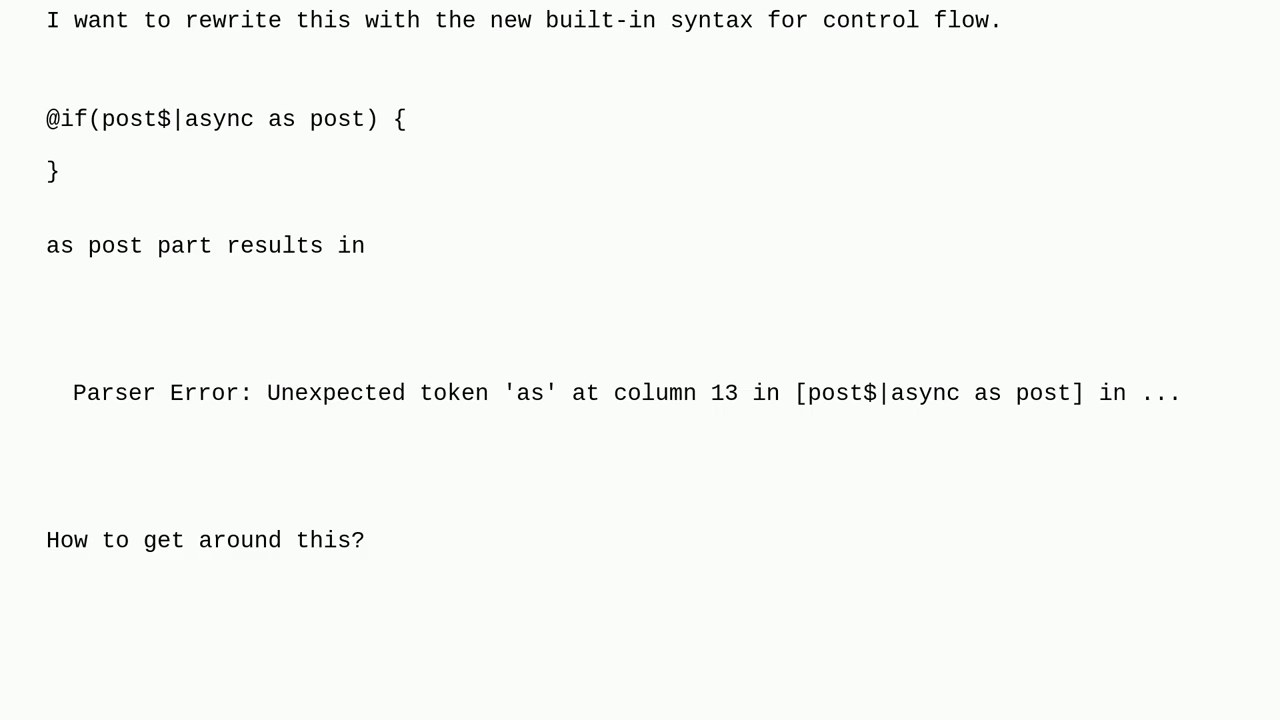 I want to rewrite this with the new built-in syntax for control flow.
@if(post$|async as post) {
}
as post part results in
Parser Error: Unexpected token 'as' at column 13 in [post$|async as post] in ...
How to get around this?